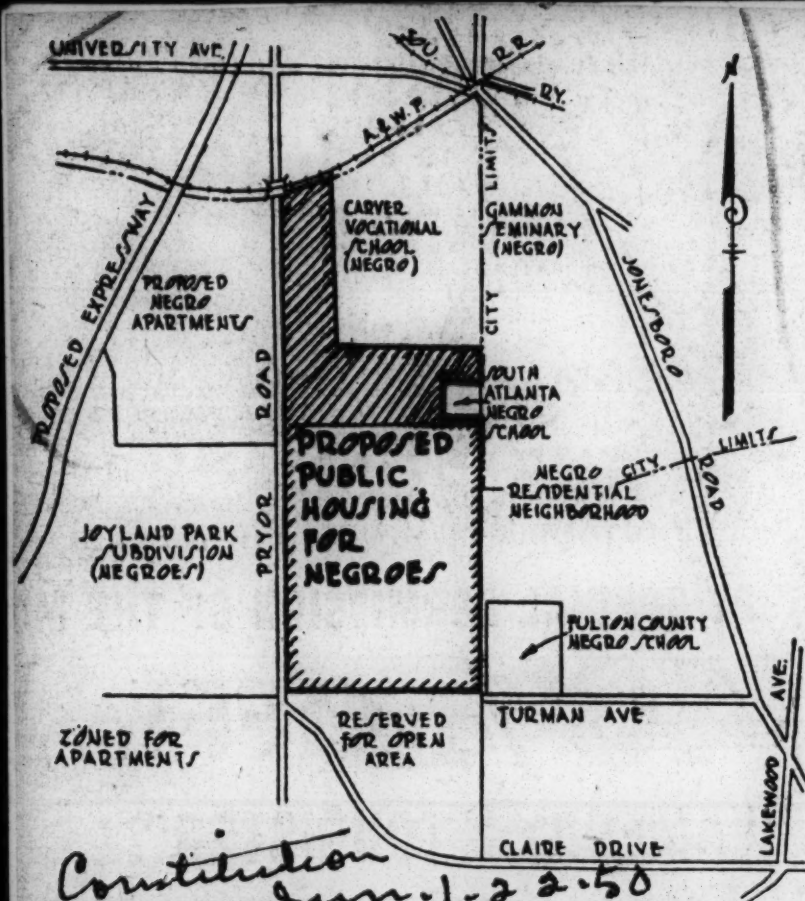 UNIVERSITY AVE.
SOU.
R.R.
RY.
A. & W. P.
LIMITS
CITY
CARVER
VOCATIONAL
SCHOOL
(NEGRO)
GAMMON
SEMINARY
(NEGRO)
JONESBORO
ROAD
PROPOSED EXPRESSWAY
PROPOSED
NEGRO
APARTMENTS
PRYOR ROAD
SOUTH
ATLANTA
NEGRO
SCHOOL
PROPOSED
PUBLIC
HOUSING
FOR
NEGROES
NEGRO
RESIDENTIAL
NEIGHBORHOOD
CITY LIMITS
JOYLAND PARK
SUBDIVISION
(NEGROES)
FULTON COUNTY
NEGRO SCHOOL
TURMAN AVE
LAKEWOOD AVE.
ZONED FOR
APARTMENTS
RESERVED
FOR OPEN
AREA
CLAIRE DRIVE
Constitution
22-50